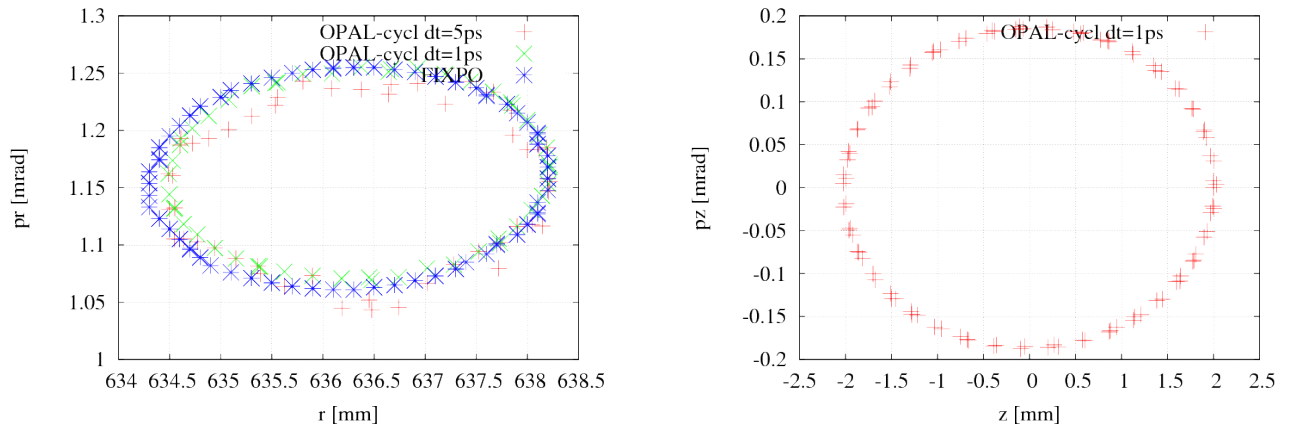 1.3
1.25
1.2
1.15
1.1
1.05
1
pr [mrad]
OPAL-cycl dt=5ps
OPAL-cycl dt=1ps
FIXPO
634 634.5 635 635.5 636 636.5 637 637.5 638 638.5
r [mm]
0.2
0.15
0.1
0.05
0
-0.05
-0.1
-0.15
-0.2
pz [mrad]
OPAL-cycl dt=1ps
-2.5 -2 -1.5 -1 -0.5 0 0.5 1 1.5 2 2.5
z [mm]